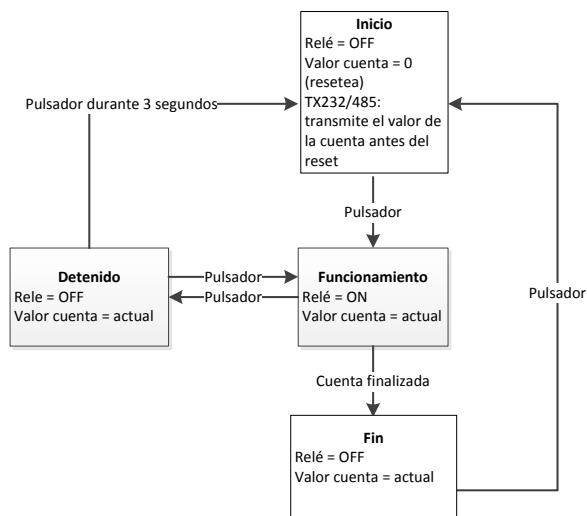 Inicio
Relé = OFF
Valor cuenta = 0
(resetea)
TX232/485:
transmite el valor de
la cuenta antes del
reset
Pulsador durante 3 segundos
Pulsador
Detenido
Rele = OFF
Valor cuenta = actual
Pulsador
Pulsador
Funcionamiento
Relé = ON
Valor cuenta = actual
Pulsador
Cuenta finalizada
Fin
Relé = OFF
Valor cuenta = actual